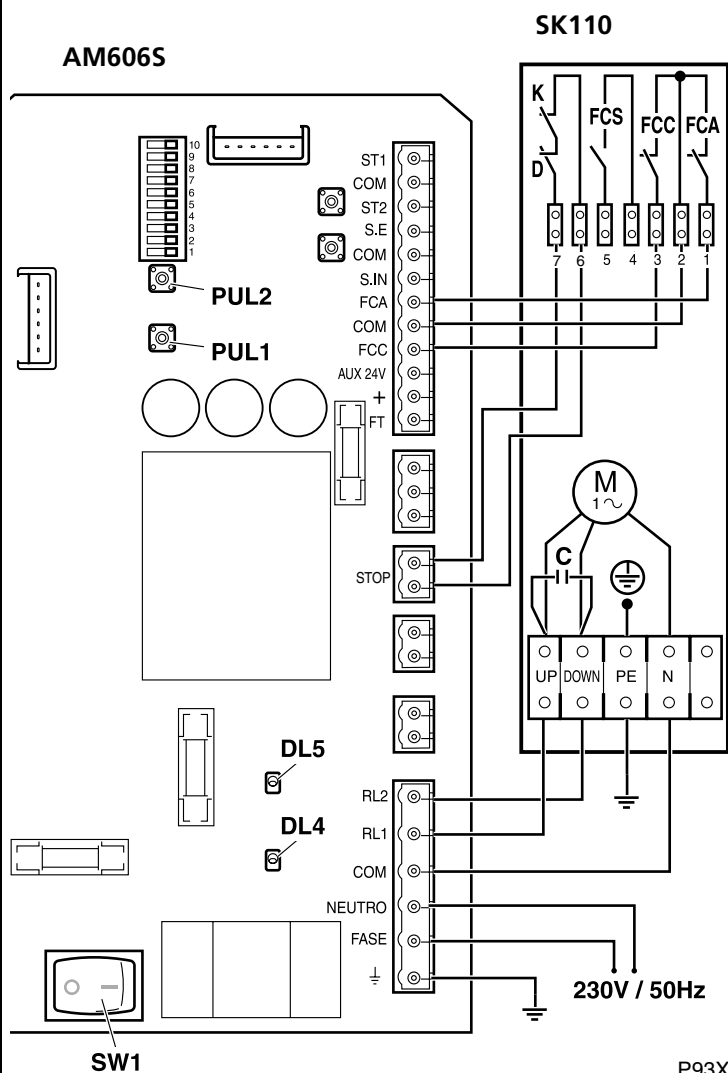 SK110
AM606S
K
FCS
FCC
FCA
D
7
6
5
4
3
2
1
10
9
8
7
6
5
4
3
2
1
PUL2
PUL1
ST1
COM
ST2
S.E
COM
S.IN
FCA
COM
FCC
AUX 24V
+
FT
STOP
M
1
C
UP
DOWN
PE
N
DL5
DL4
RL2
RL1
COM
NEUTRO
FASE
230V / 50Hz
SW1
P93X